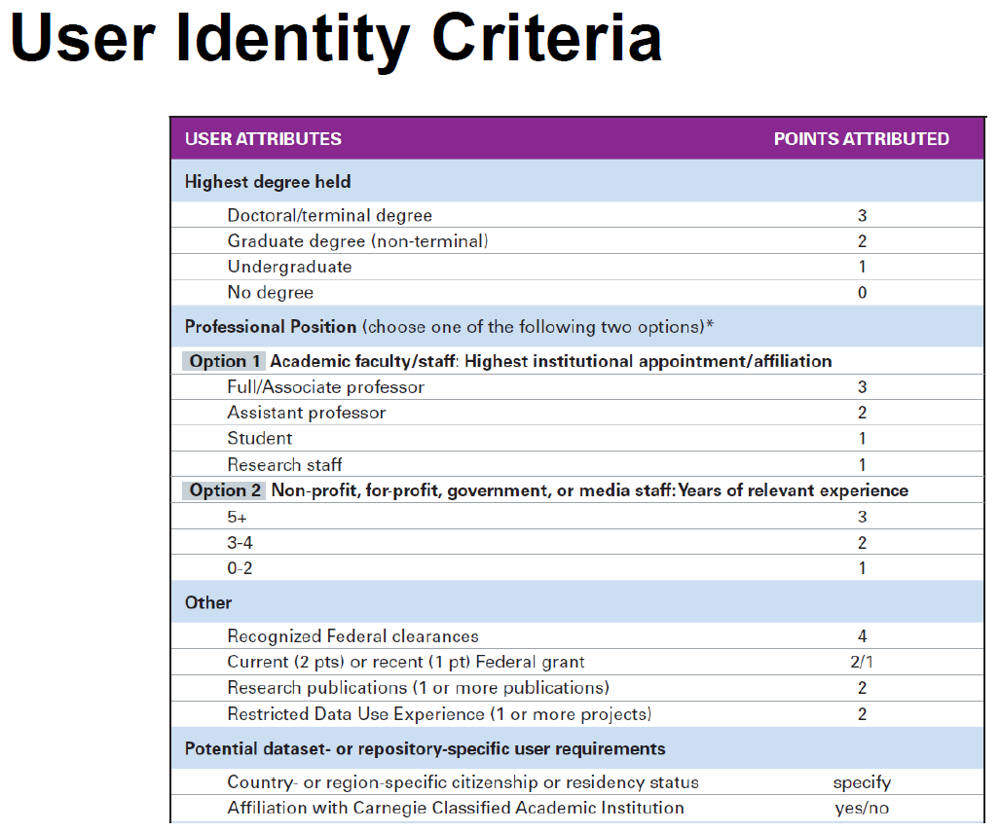 User Identity Criteria
USER ATTRIBUTES POINTS ATTRIBUTED
Highest degree held
Doctoral/terminal degree 3
Graduate degree (non-terminal) 2
Undergraduate 1
No degree 0
Professional Position (choose one of the following two options)*
Option 1 Academic faculty/staff: Highest institutional appointment/affiliation
Full/Associate professor 3
Assistant professor 2
Student 1
Research staff 1
Option 2 Non-profit, for-profit, government, or media staff: Years of relevant experience
5+ 3
3-4 2
0-2 1
Other
Recognized Federal clearances 4
Current (2 pts) or recent (1 pt) Federal grant 2/1
Research publications (1 or more publications) 2
Restricted Data Use Experience (1 or more projects) 2
Potential dataset- or repository-specific user requirements
Country- or region-specific citizenship or residency status specify
Affiliation with Carnegie Classified Academic Institution yes/no